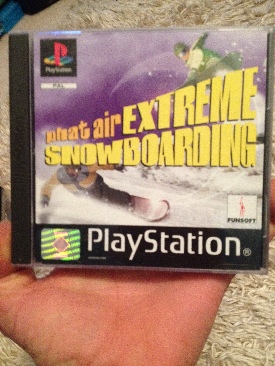 PlayStation
PAL
phat air EXTREME
SNOWBOARDING
FUNSOFT
PlayStation®